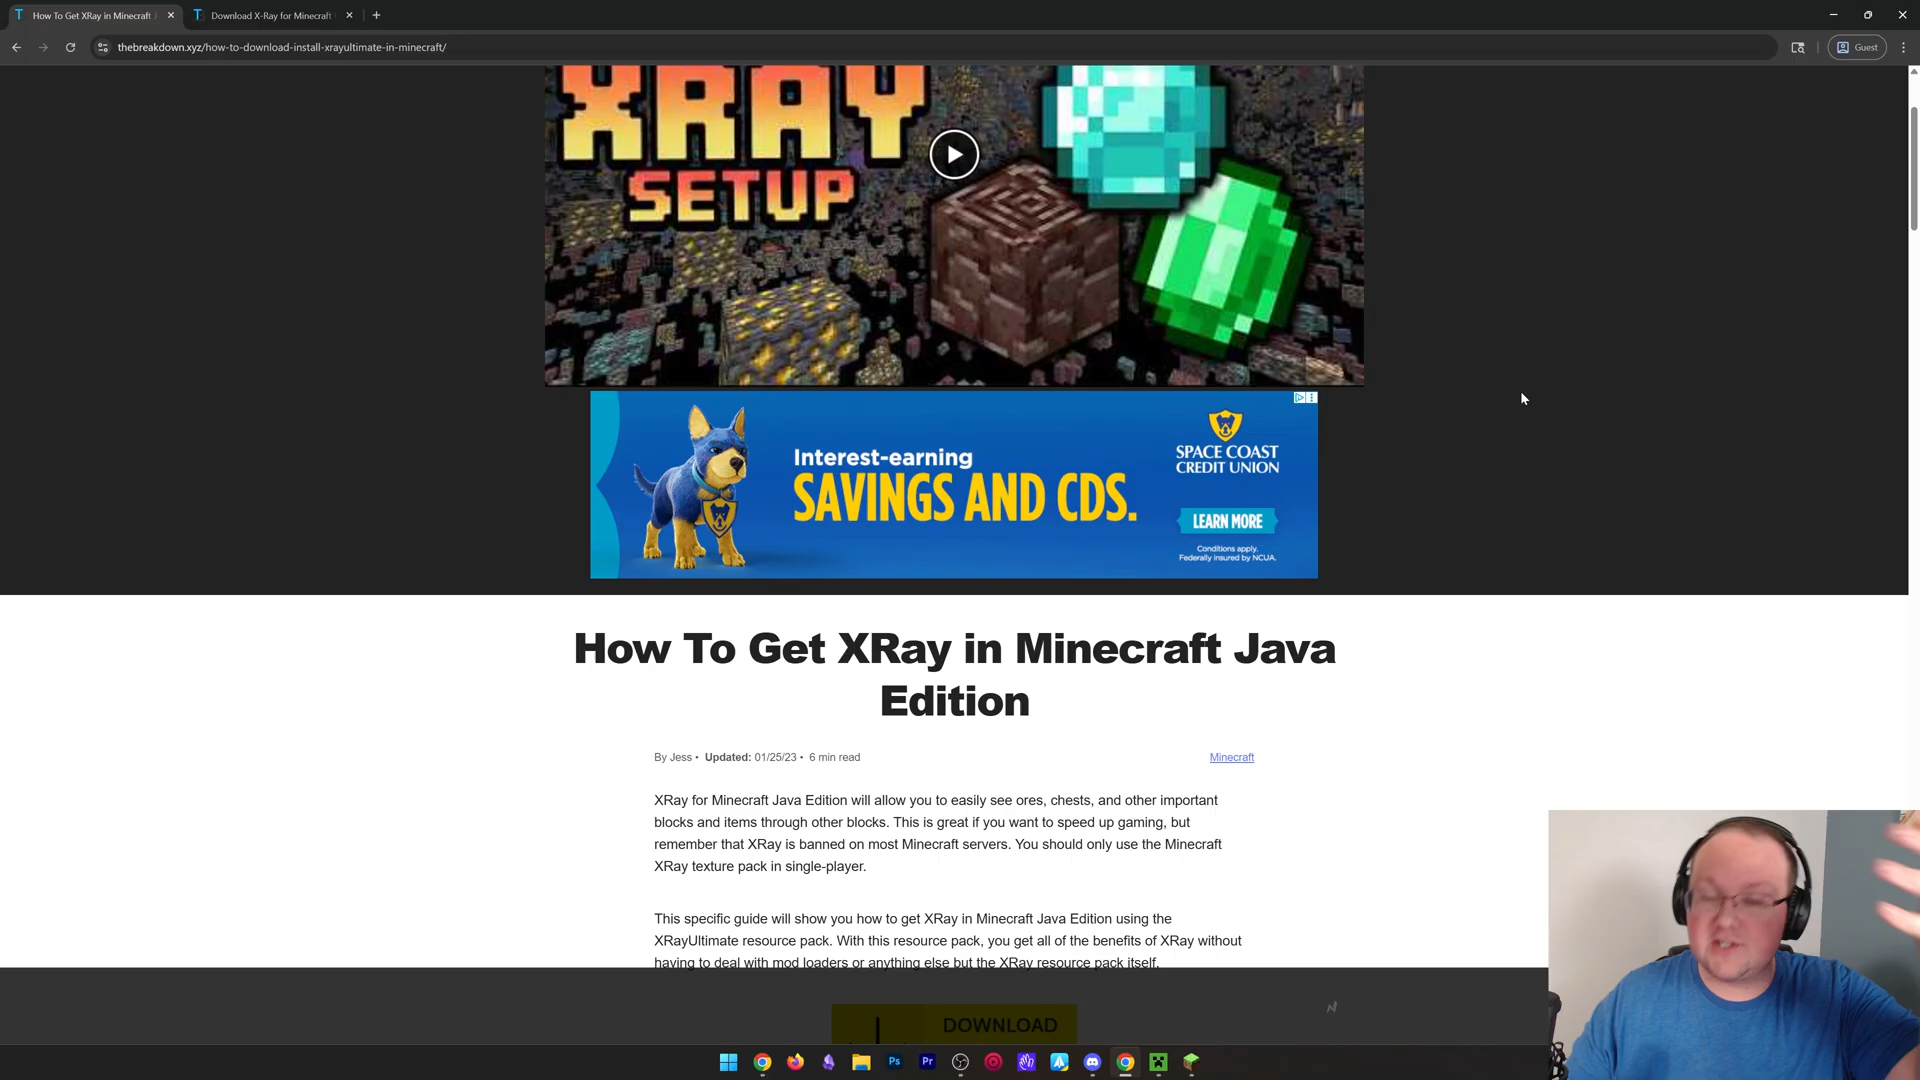 How To Get XRay in Minecraft J
Download X-Ray for Minecraft
thebreakdown.xyz/how-to-download-install-xrayultimate-in-minecraft/
Guest
XRAY
SETUP
Interest-earning
SAVINGS AND CDS.
SPACE COAST
CREDIT UNION
LEARN MORE
Conditions apply.
Federally insured by NCUA.
How To Get XRay in Minecraft Java
Edition
By Jess • Updated: 01/25/23 • 6 min read
Minecraft
XRay for Minecraft Java Edition will allow you to easily see ores, chests, and other important
blocks and items through other blocks. This is great if you want to speed up gaming, but
remember that XRay is banned on most Minecraft servers. You should only use the Minecraft
XRay texture pack in single-player.
This specific guide will show you how to get XRay in Minecraft Java Edition using the
XRayUltimate resource pack. With this resource pack, you get all of the benefits of XRay without
having to deal with mod loaders or anything else but the XRay resource pack itself.
DOWNLOAD
Ps
Pr